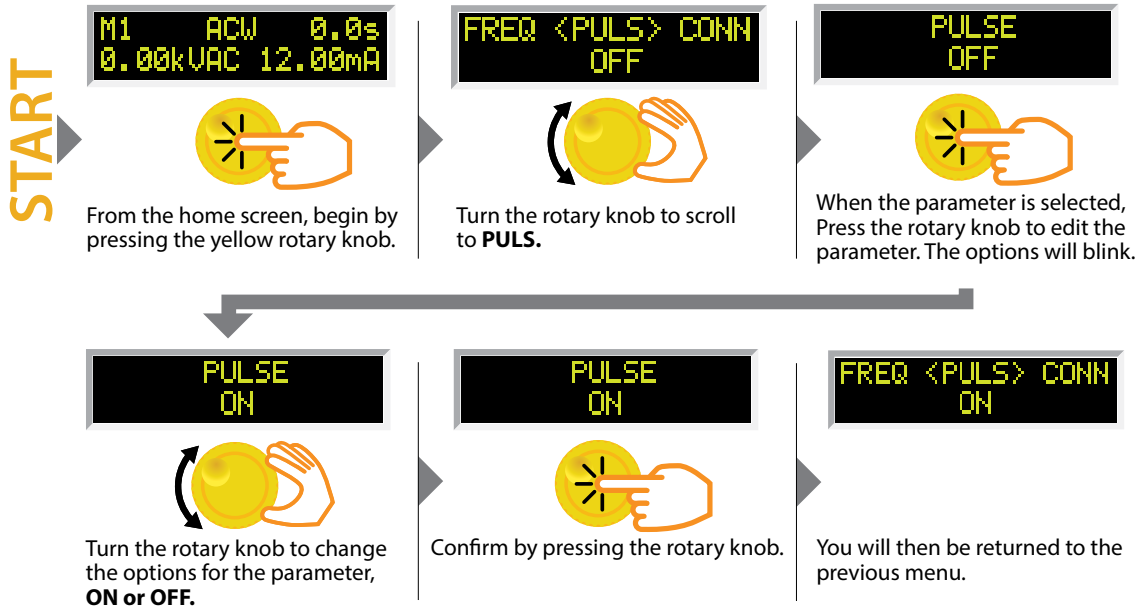 START
M1 ACW 0.0s
0.00kVAC 12.00mA
From the home screen, begin by
pressing the yellow rotary knob.
FREQ <PULS> CONN
OFF
Turn the rotary knob to scroll
to PULS.
PULSE
OFF
When the parameter is selected,
Press the rotary knob to edit the
parameter. The options will blink.
PULSE
ON
Turn the rotary knob to change
the options for the parameter,
ON or OFF.
PULSE
ON
Confirm by pressing the rotary knob.
FREQ <PULS> CONN
ON
You will then be returned to the
previous menu.